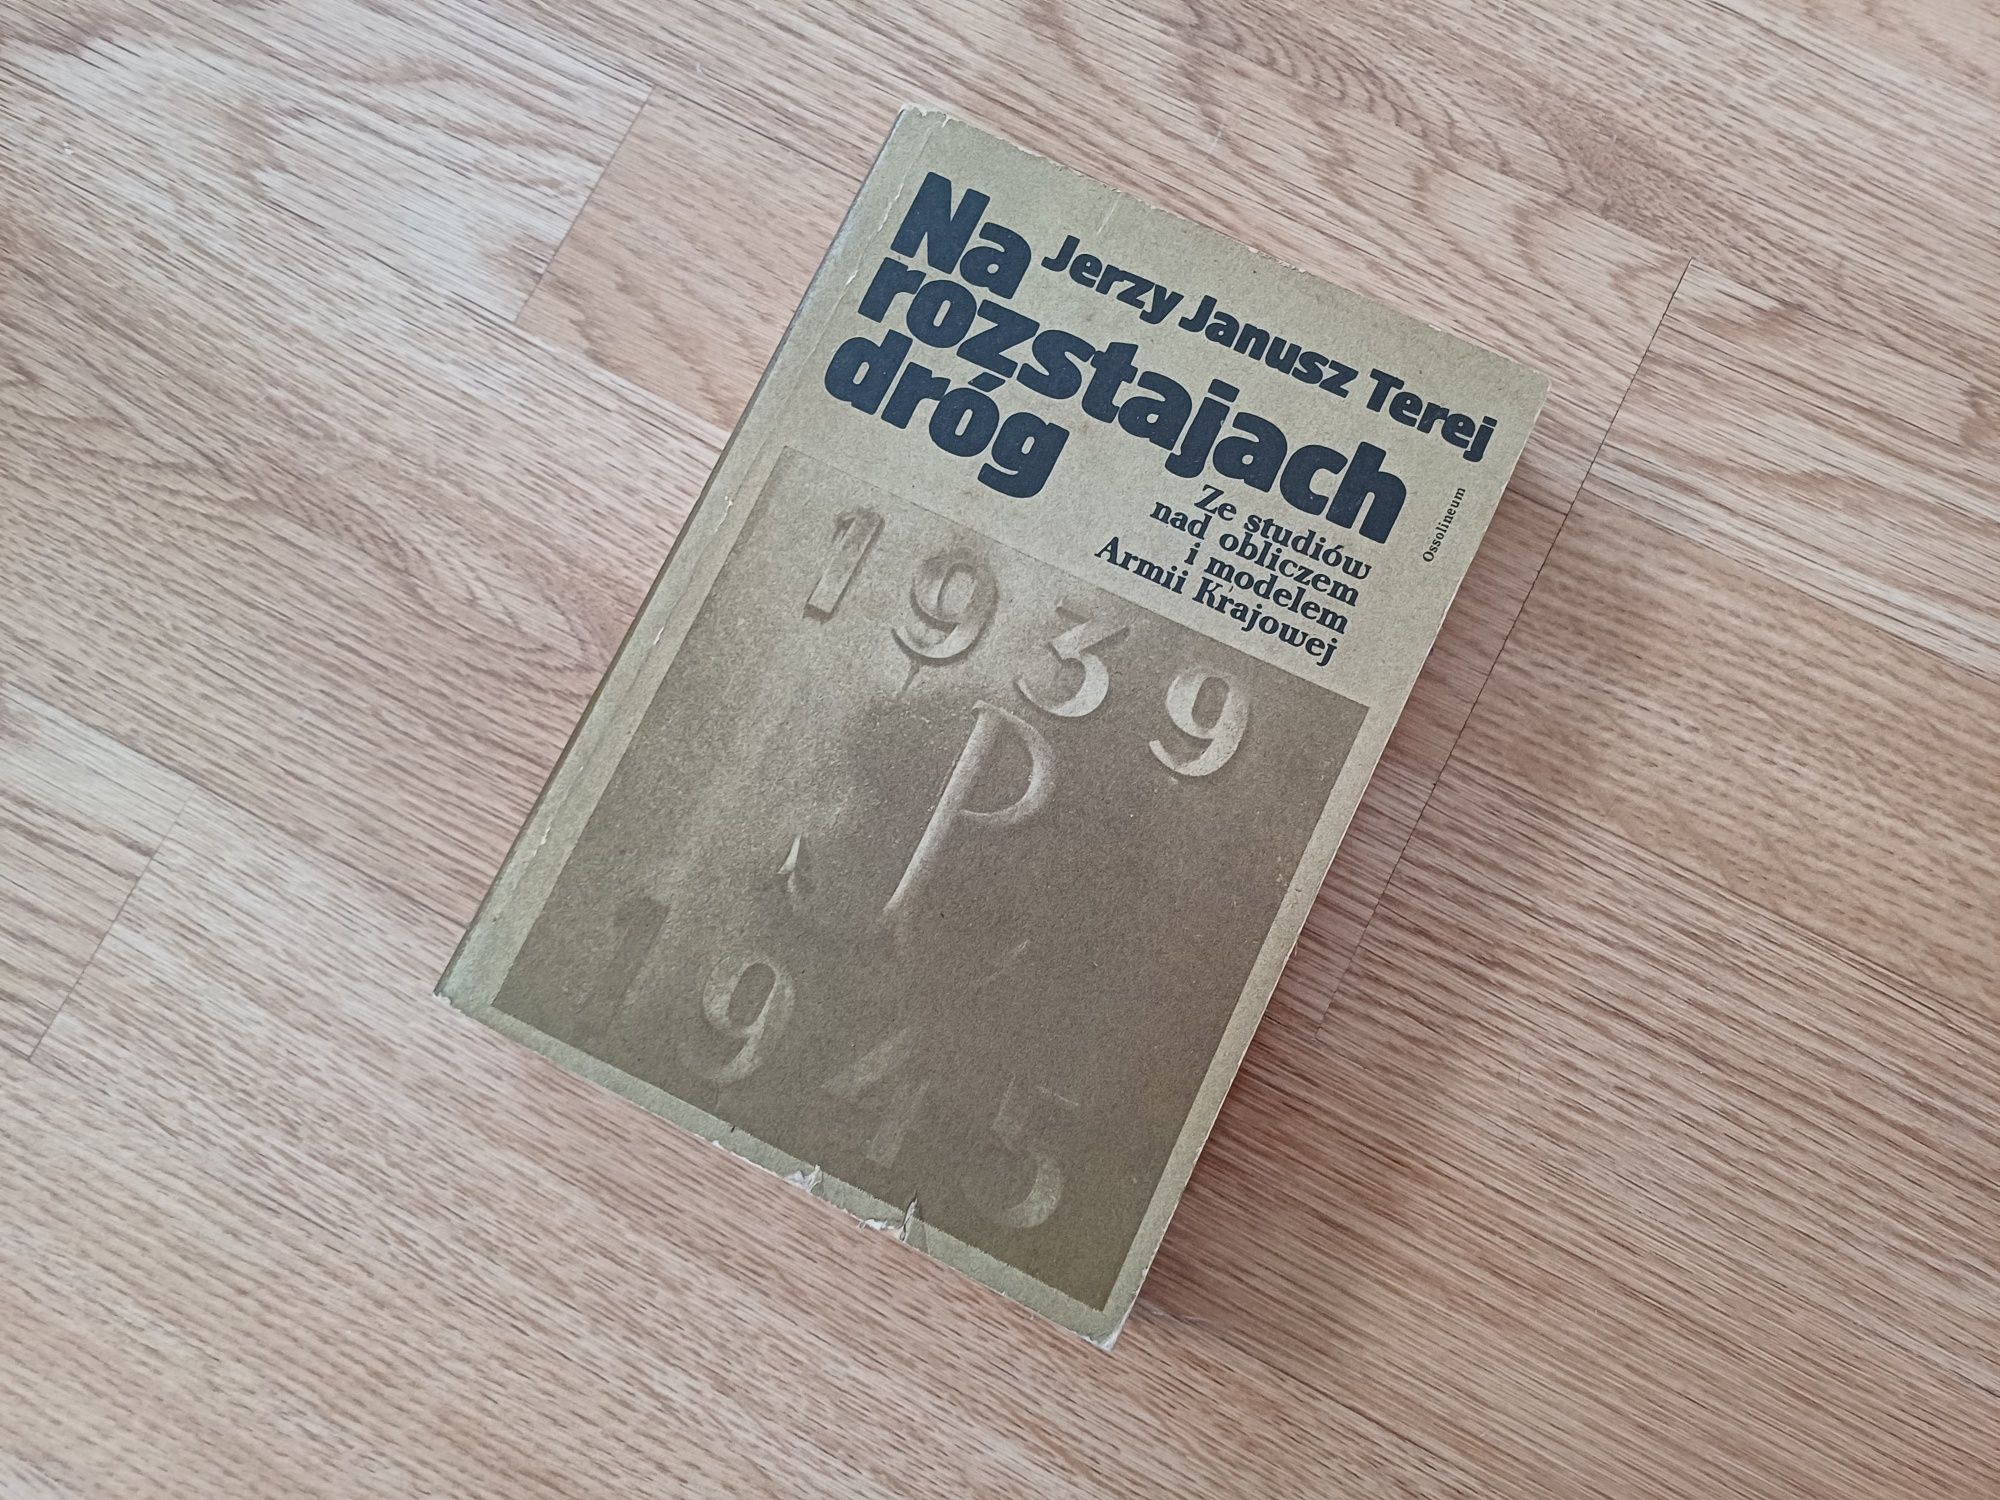 Jerzy Janusz Terej
Na
rozstajach
dróg
Ze studiów
nad obliczem
i modelem
Armii Krajowej
Ossolineum
1939
P
1945